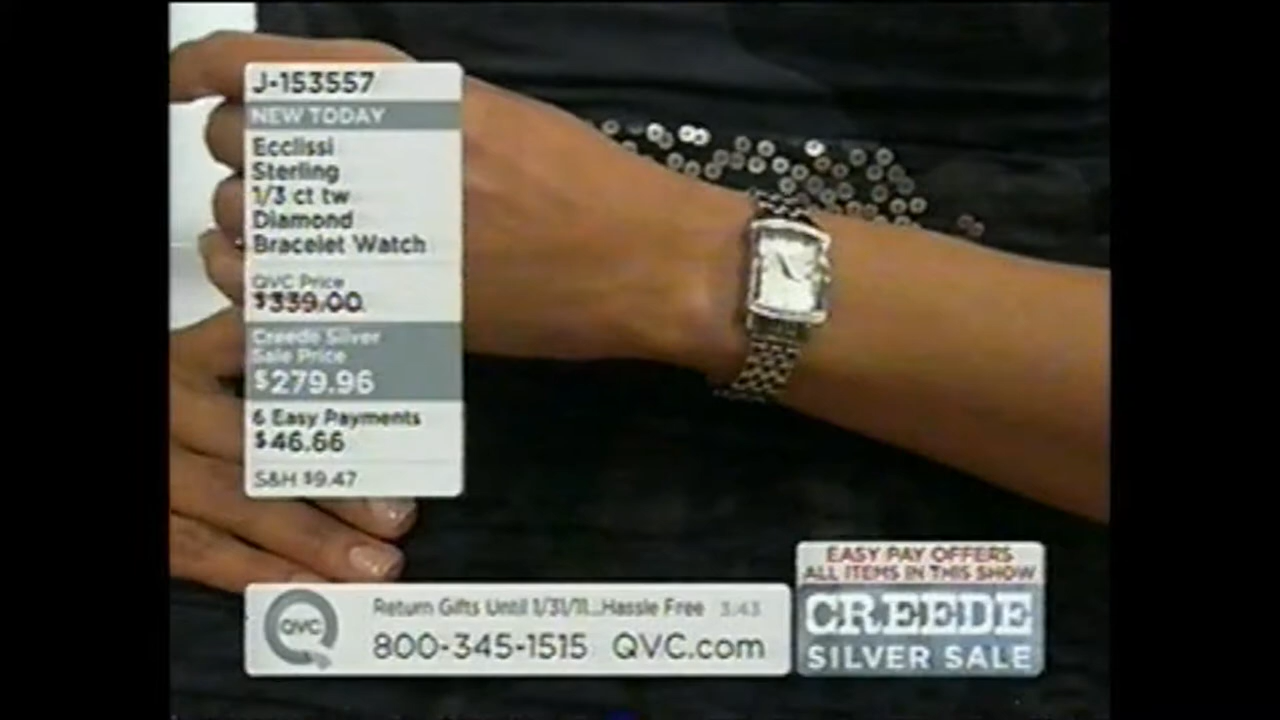 J-153557
NEW TODAY
Ecclissi
Sterling
1/3 ct tw
Diamond
Bracelet Watch
QVC Price
$339.00
Creede Silver
Sale Price
$279.96
6 Easy Payments
$46.66
S&H $9.47
EASY PAY OFFERS
ALL ITEMS IN THIS SHOW
CREEDE
SILVER SALE
QVC
Return Gifts Until 1/31/11...Hassle Free 3:43
800-345-1515 QVC.com